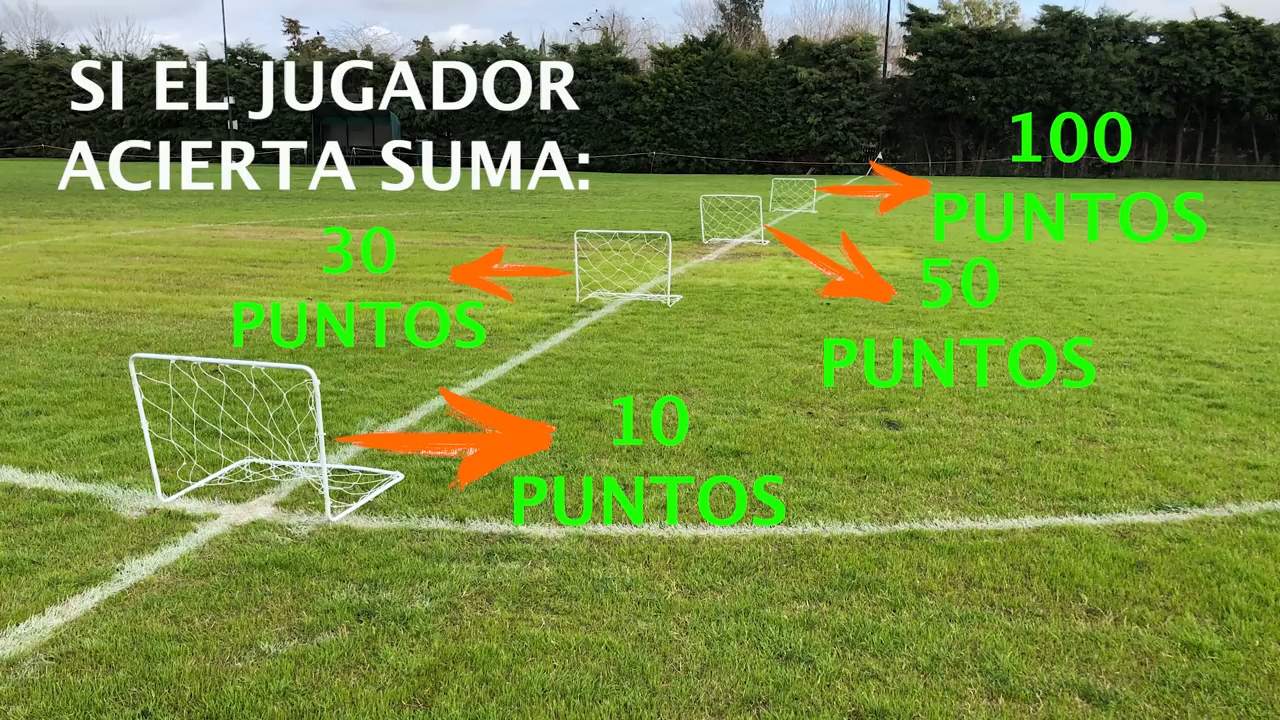 SI EL JUGADOR
ACIERTA SUMA:
100
PUNTOS
30
PUNTOS
50
PUNTOS
10
PUNTOS